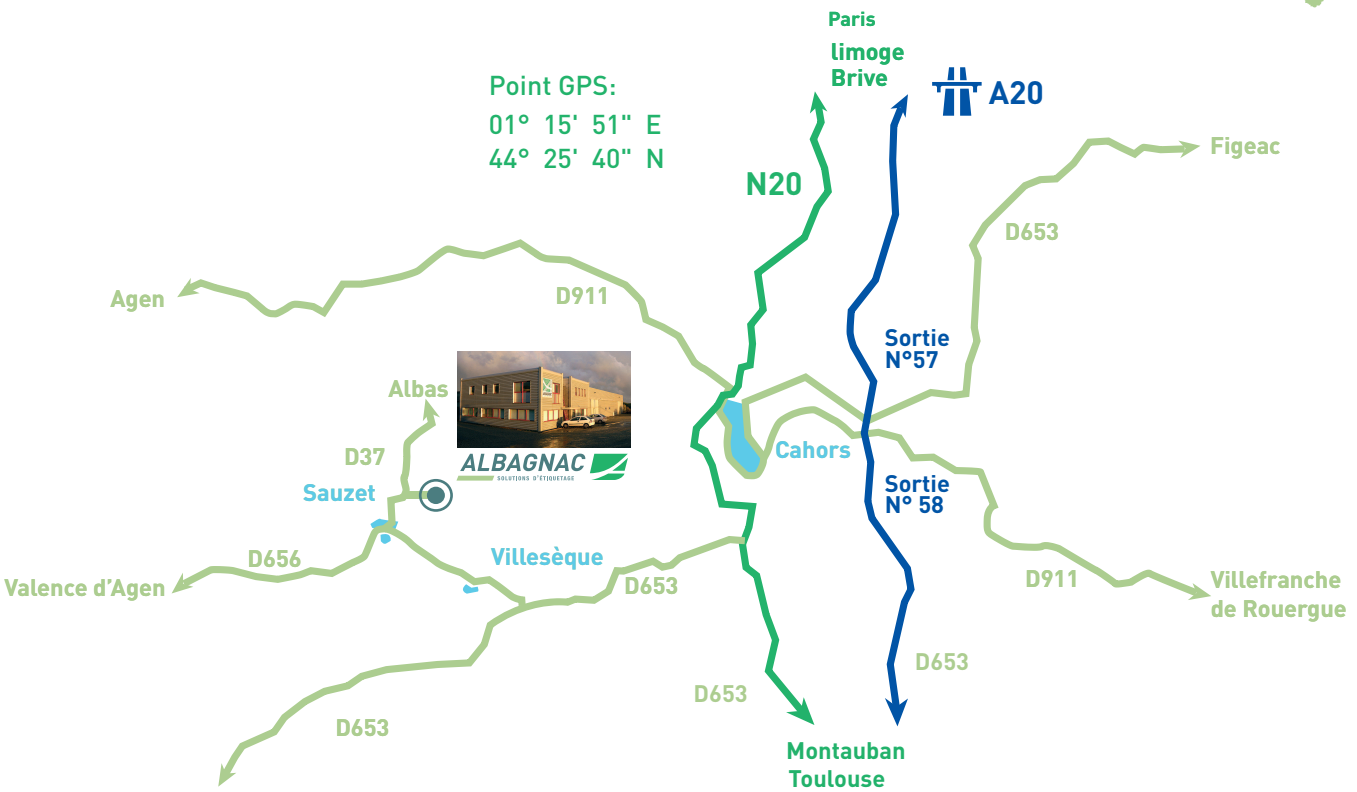 Paris
limoge
Brive
Point GPS:
01° 15' 51" E
44° 25' 40" N
A20
N20
Figeac
D653
Agen
D911
Sortie
N°57
Albas
D37
ALBAGNAC
SOLUTIONS D'ÉTIQUETAGE
Cahors
Sauzet
Sortie
N° 58
Villesèque
D656
D653
Valence d'Agen
D911
Villefranche
de Rouergue
D653
D653
D653
Montauban
Toulouse